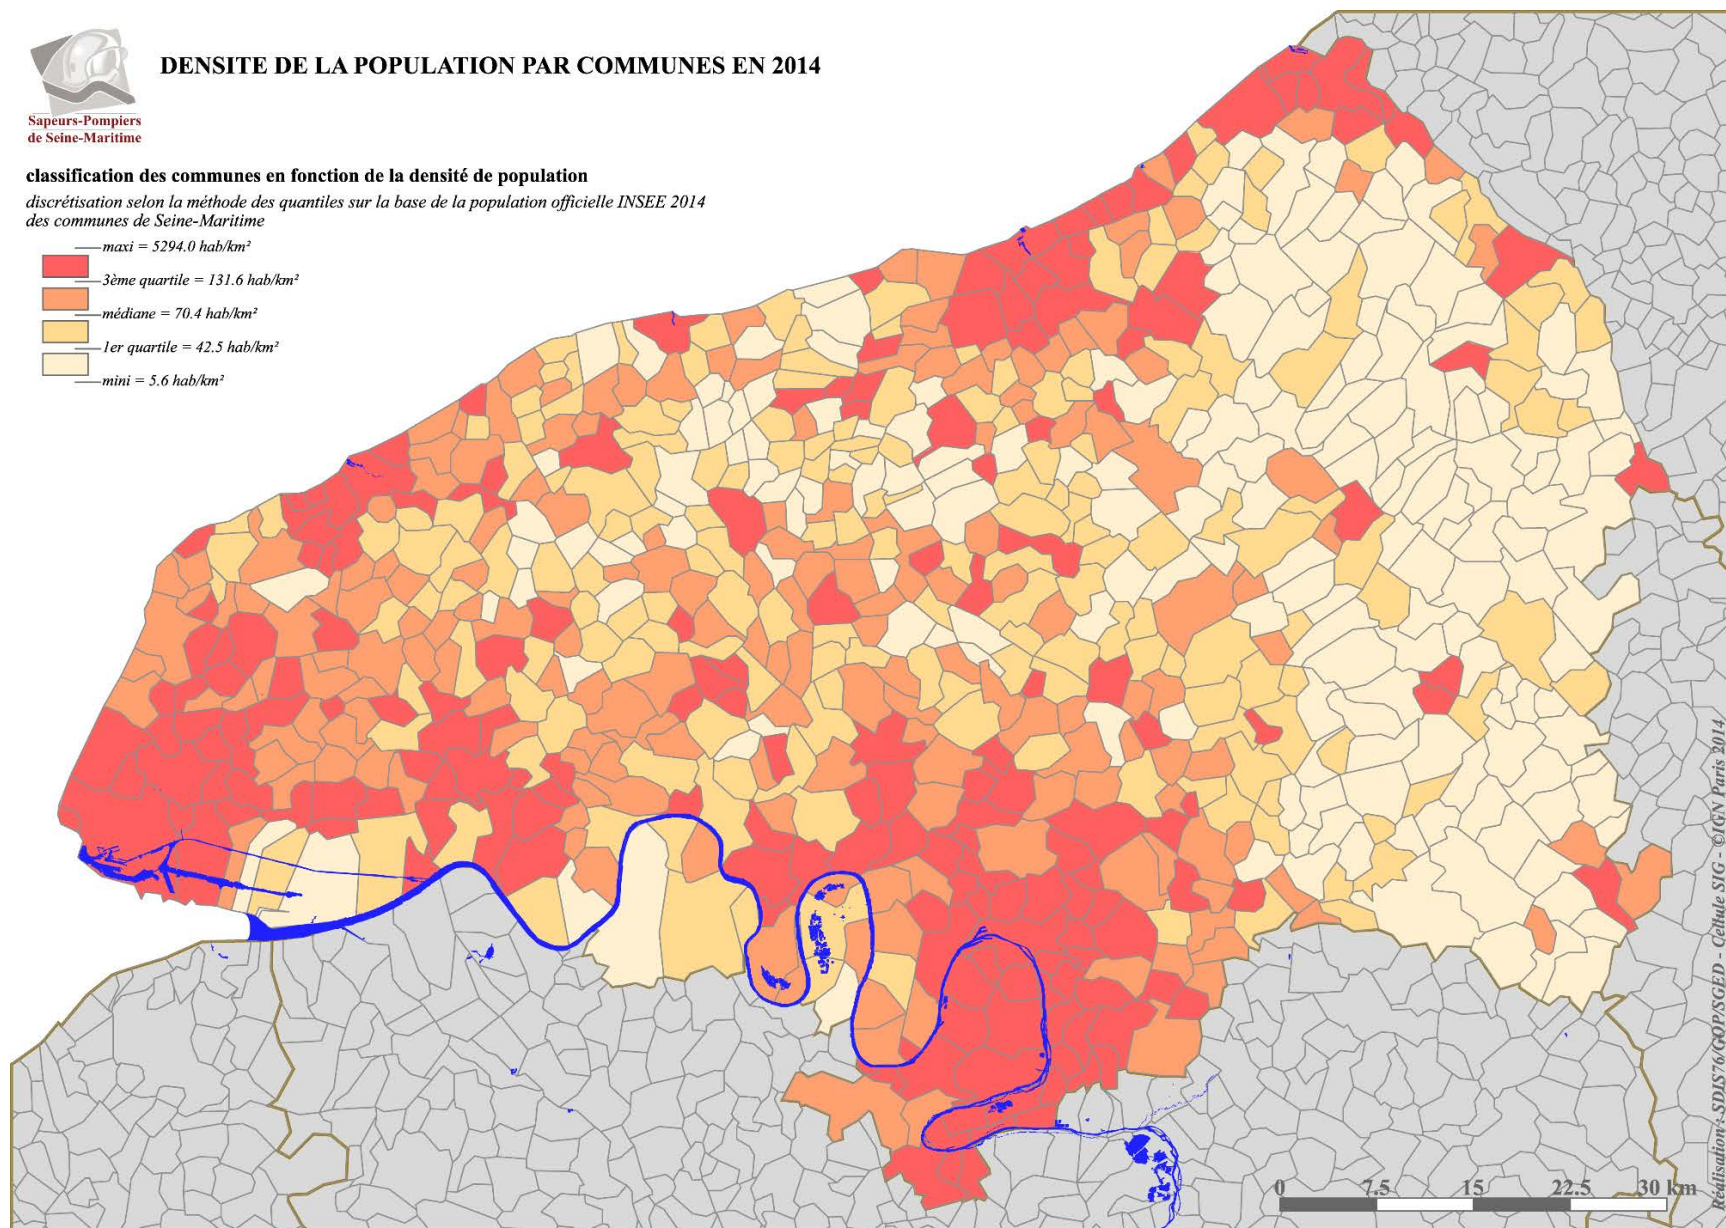 DENSITE DE LA POPULATION PAR COMMUNES EN 2014
Sapeurs-Pompiers
de Seine-Maritime
classification des communes en fonction de la densité de population
discrétisation selon la méthode des quantiles sur la base de la population officielle INSEE 2014
des communes de Seine-Maritime
maxi = 5294.0 hab/km²
3ème quartile = 131.6 hab/km²
médiane = 70.4 hab/km²
1er quartile = 42.5 hab/km²
mini = 5.6 hab/km²
0 7.5 15 22.5 30 km
Réalisation : SDIS76/GOP/SGED - Cellule SIG - ©IGN Paris 2014